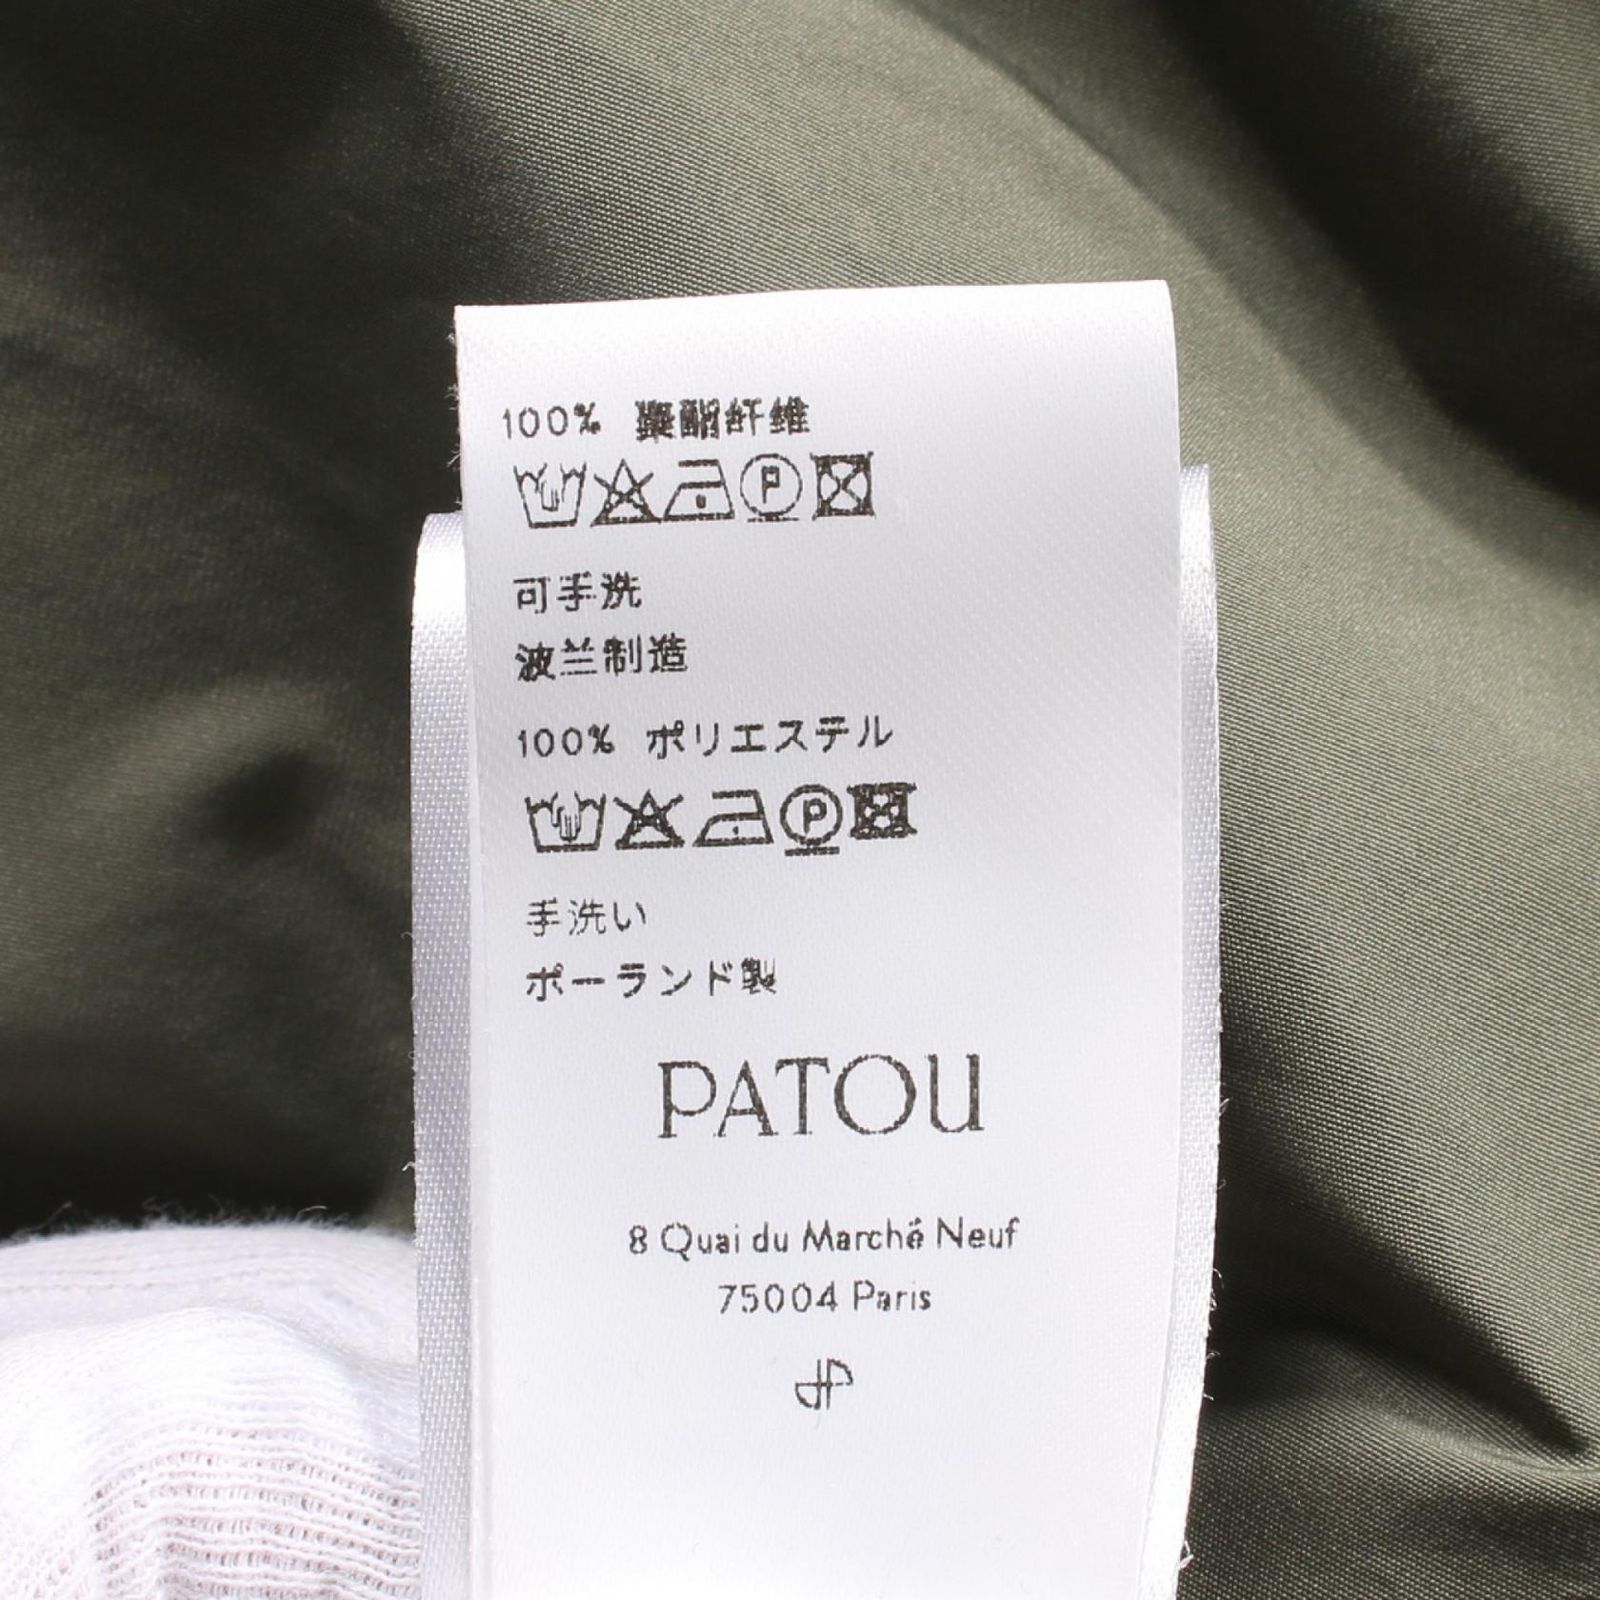 100% 聚酯纤维
P
可手洗
波兰制造
100% ポリエステル
P
手洗い
ポーランド製
PATOU
8 Quai du Marché Neuf
75004 Paris
JP